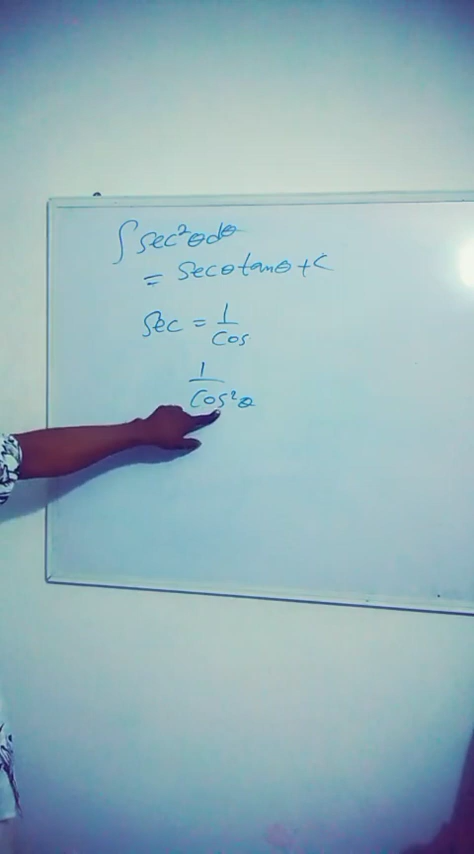 ∫ sec²θdθ
= secθtanθ + c
sec = 1/cos
1/cos²θ